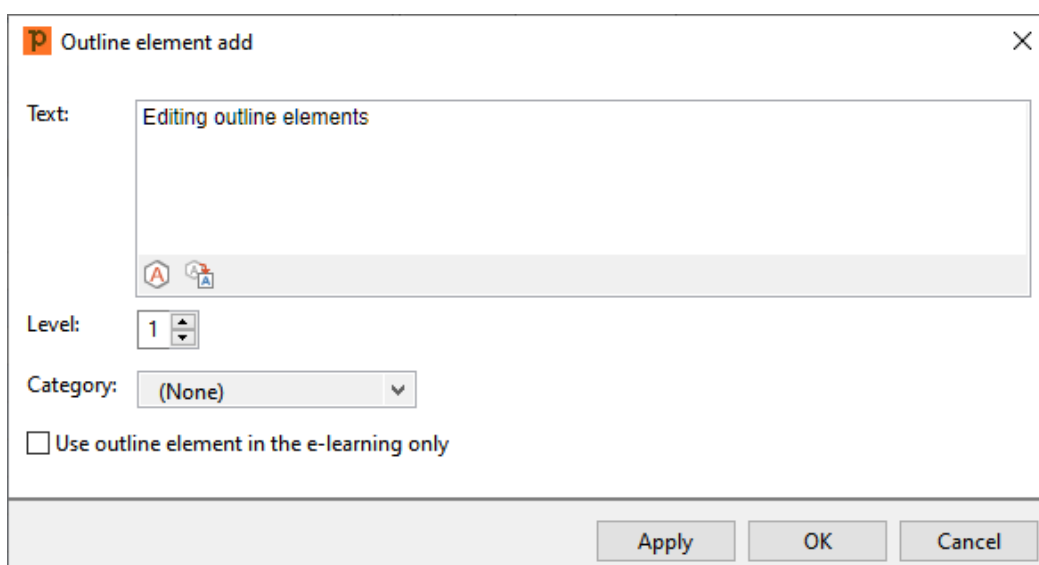 Outline element add
Text:
Editing outline elements
Level:
1
Category:
(None)
Use outline element in the e-learning only
Apply
OK
Cancel